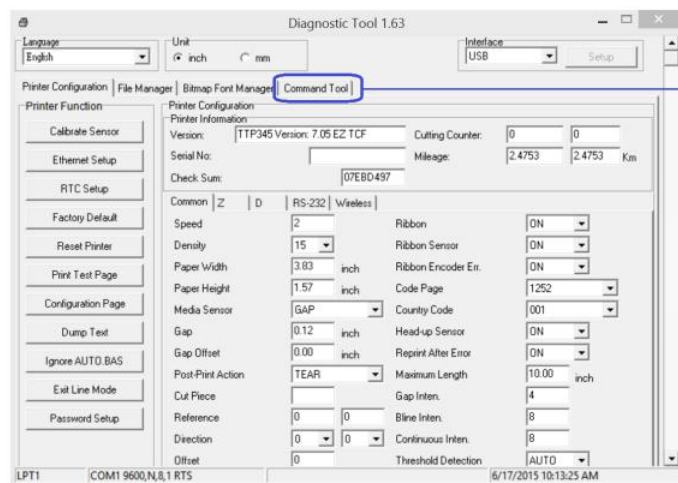 Diagnostic Tool 1.63
Language
English
Unit
inch
mm
Interface
USB
Setup
Printer Configuration
File Manager
Bitmap Font Manager
Command Tool
Printer Function
Calibrate Sensor
Ethernet Setup
RTC Setup
Factory Default
Reset Printer
Print Test Page
Configuration Page
Dump Text
Ignore AUTO.BAS
Exit Line Mode
Password Setup
Printer Configuration
Printer Information
Version: TTP345 Version: 7.05 EZ TCF Cutting Counter: 0 0
Serial No: Mileage: 2.4753 2.4753 Km
Check Sum: 07EBD497
Common Z D RS-232 Wireless
Speed 2 Ribbon ON
Density 15 Ribbon Sensor ON
Paper Width 3.83 inch Ribbon Encoder Err. ON
Paper Height 1.57 inch Code Page 1252
Media Sensor GAP Country Code 001
Gap 0.12 inch Head-up Sensor ON
Gap Offset 0.00 inch Reprint After Error ON
Post-Print Action TEAR Maximum Length 10.00 inch
Cut Piece Gap Inten. 4
Reference 0 0 Bline Inten. 8
Direction 0 0 Continuous Inten. 8
Offset 0 Threshold Detection AUTO
LPT1 COM1 9600,N,8,1 RTS 6/17/2015 10:13:25 AM